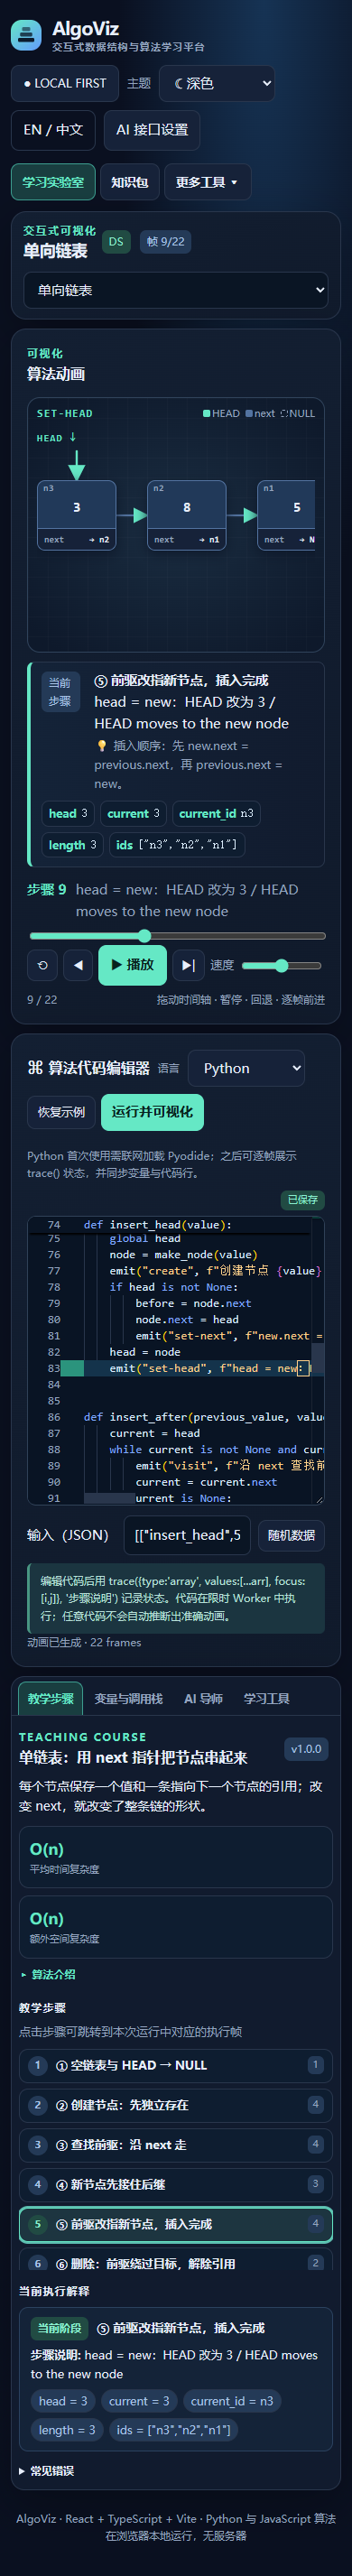 AlgoViz
交互式数据结构与算法学习平台
● LOCAL FIRST 主题 ☾ 深色
EN / 中文 AI 接口设置
学习实验室 知识包 更多工具 ▾
交互式可视化
单向链表 DS 帧 9/22
单向链表
可视化
算法动画
SET-HEAD HEAD next NULL
HEAD ↓
n3 n2 n1
3 8 5
next → n2 next → n1 next → N
当前步骤 ⑤ 前驱改指新节点，插入完成
head = new：HEAD 改为 3 /
HEAD moves to the new node
💡 插入顺序：先 new.next =
previous.next，再 previous.next =
new。
head 3 current 3 current_id n3
length 3 ids ["n3","n2","n1"]
步骤 9 head = new：HEAD 改为 3 / HEAD
moves to the new node
⟲ ◀ ▶ 播放 ▶| 速度
9 / 22 拖动时间轴 · 暂停 · 回退 · 逐帧前进
⌘ 算法代码编辑器 语言 Python
恢复示例 运行并可视化
Python 首次使用需联网加载 Pyodide；之后可逐帧展示
trace() 状态，并同步变量与代码行。
已保存
74 def insert_head(value):
75 global head
76 node = make_node(value)
77 emit("create", f"创建节点 {value}
78 if head is not None:
79 before = node.next
80 node.next = head
81 emit("set-next", f"new.next =
82 head = node
83 emit("set-head", f"head = new：
84
85
86 def insert_after(previous_value, valu
87 current = head
88 while current is not None and curr
89 emit("visit", f"沿 next 查找前
90 current = current.next
91 urrent is None:
输入（JSON） [["insert_head",5 随机数据
编辑代码后用 trace({type:'array', values:[...arr], focus:
[i,j]}, '步骤说明') 记录状态。代码在限时 Worker 中执
行；任意代码不会自动推断出准确动画。
动画已生成 · 22 frames
教学步骤 变量与调用栈 AI 导师 学习工具
TEACHING COURSE
单链表：用 next 指针把节点串起来 v1.0.0
每个节点保存一个值和一条指向下一个节点的引用；改
变 next，就改变了整条链的形状。
O(n)
平均时间复杂度
O(n)
额外空间复杂度
▸ 算法介绍
教学步骤
点击步骤可跳转到本次运行中对应的执行帧
1 ① 空链表与 HEAD → NULL 1
2 ② 创建节点：先独立存在 4
3 ③ 查找前驱：沿 next 走 4
4 ④ 新节点先接住后继 3
5 ⑤ 前驱改指新节点，插入完成 4
6 ⑥ 删除：前驱绕过目标，解除引用 2
当前执行解释
当前阶段 ⑤ 前驱改指新节点，插入完成
步骤说明: head = new：HEAD 改为 3 / HEAD moves
to the new node
head = 3 current = 3 current_id = n3
length = 3 ids = ["n3","n2","n1"]
▸ 常见错误
AlgoViz · React + TypeScript + Vite · Python 与 JavaScript 算法
在浏览器本地运行，无服务器